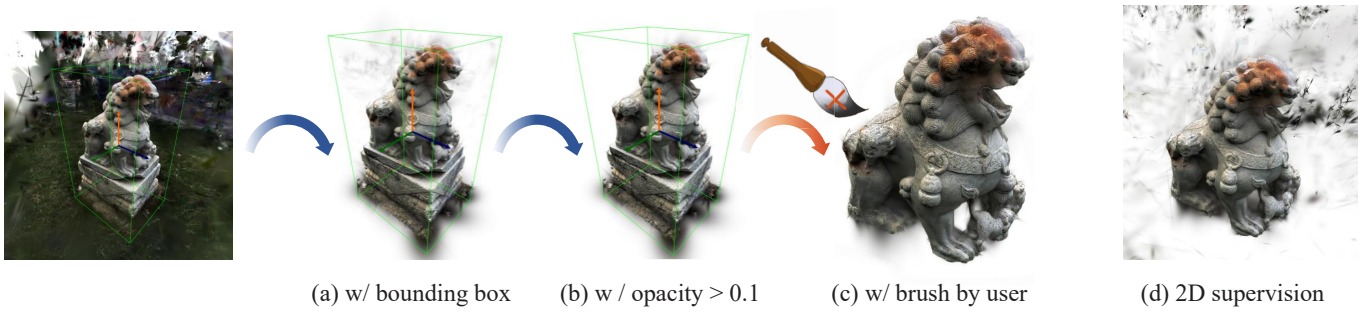 (a) w/ bounding box
(b) w / opacity > 0.1
(c) w/ brush by user
(d) 2D supervision